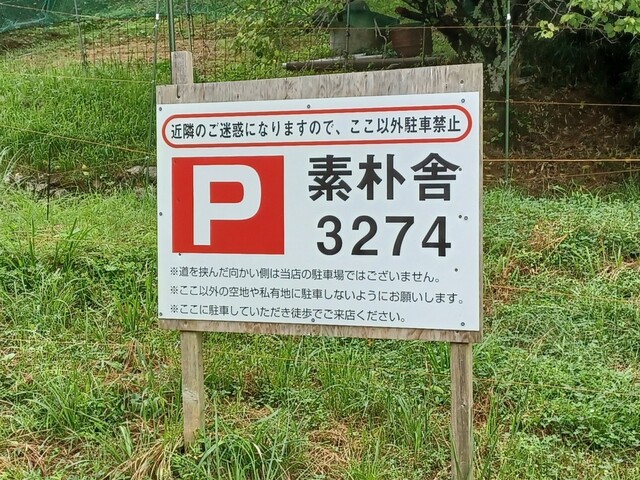 近隣のご迷惑になりますので、ここ以外駐車禁止
P
素朴舎
3274
※道を挟んだ向かい側は当店の駐車場ではございません。
※ここ以外の空地や私有地に駐車しないようにお願いします。
※ここに駐車していただき徒歩でご来店ください。